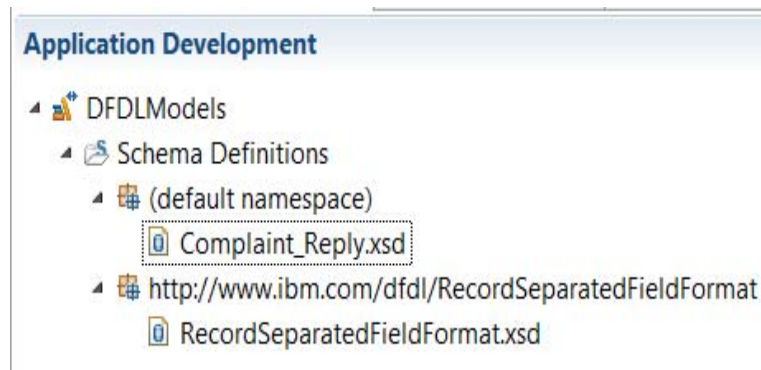 Application Development
DFDLModels
Schema Definitions
(default namespace)
Complaint_Reply.xsd
http://www.ibm.com/dfdl/RecordSeparatedFieldFormat
RecordSeparatedFieldFormat.xsd